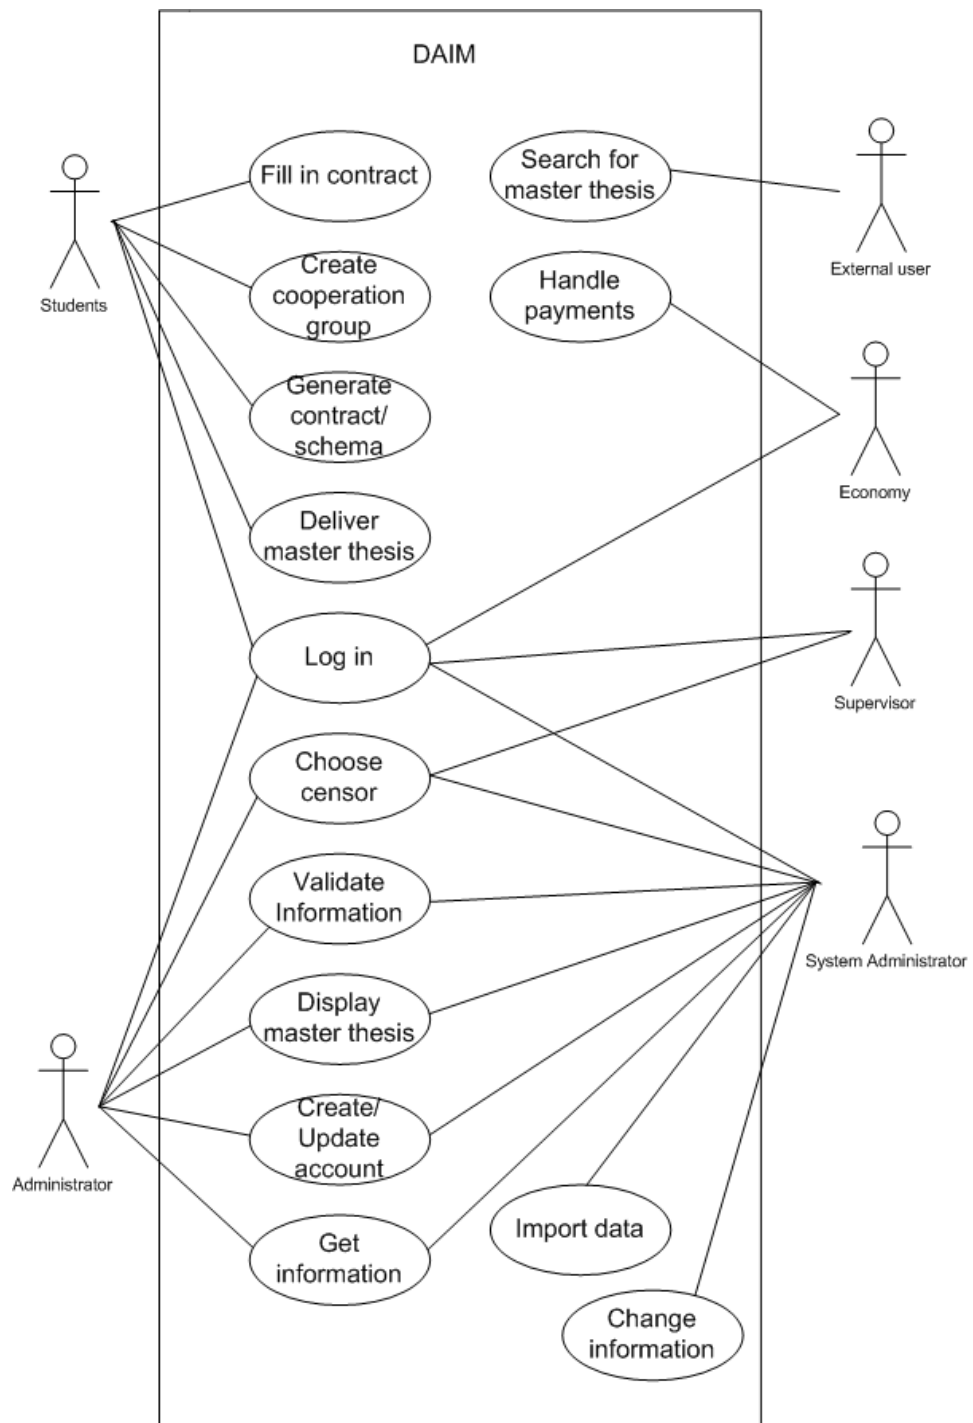 DAIM
Fill in contract
Search for
master thesis
Students
External user
Create
cooperation
group
Handle
payments
Generate
contract/
schema
Economy
Deliver
master thesis
Log in
Supervisor
Choose
censor
Validate
Information
System Administrator
Display
master thesis
Administrator
Create/
Update
account
Get
information
Import data
Change
information